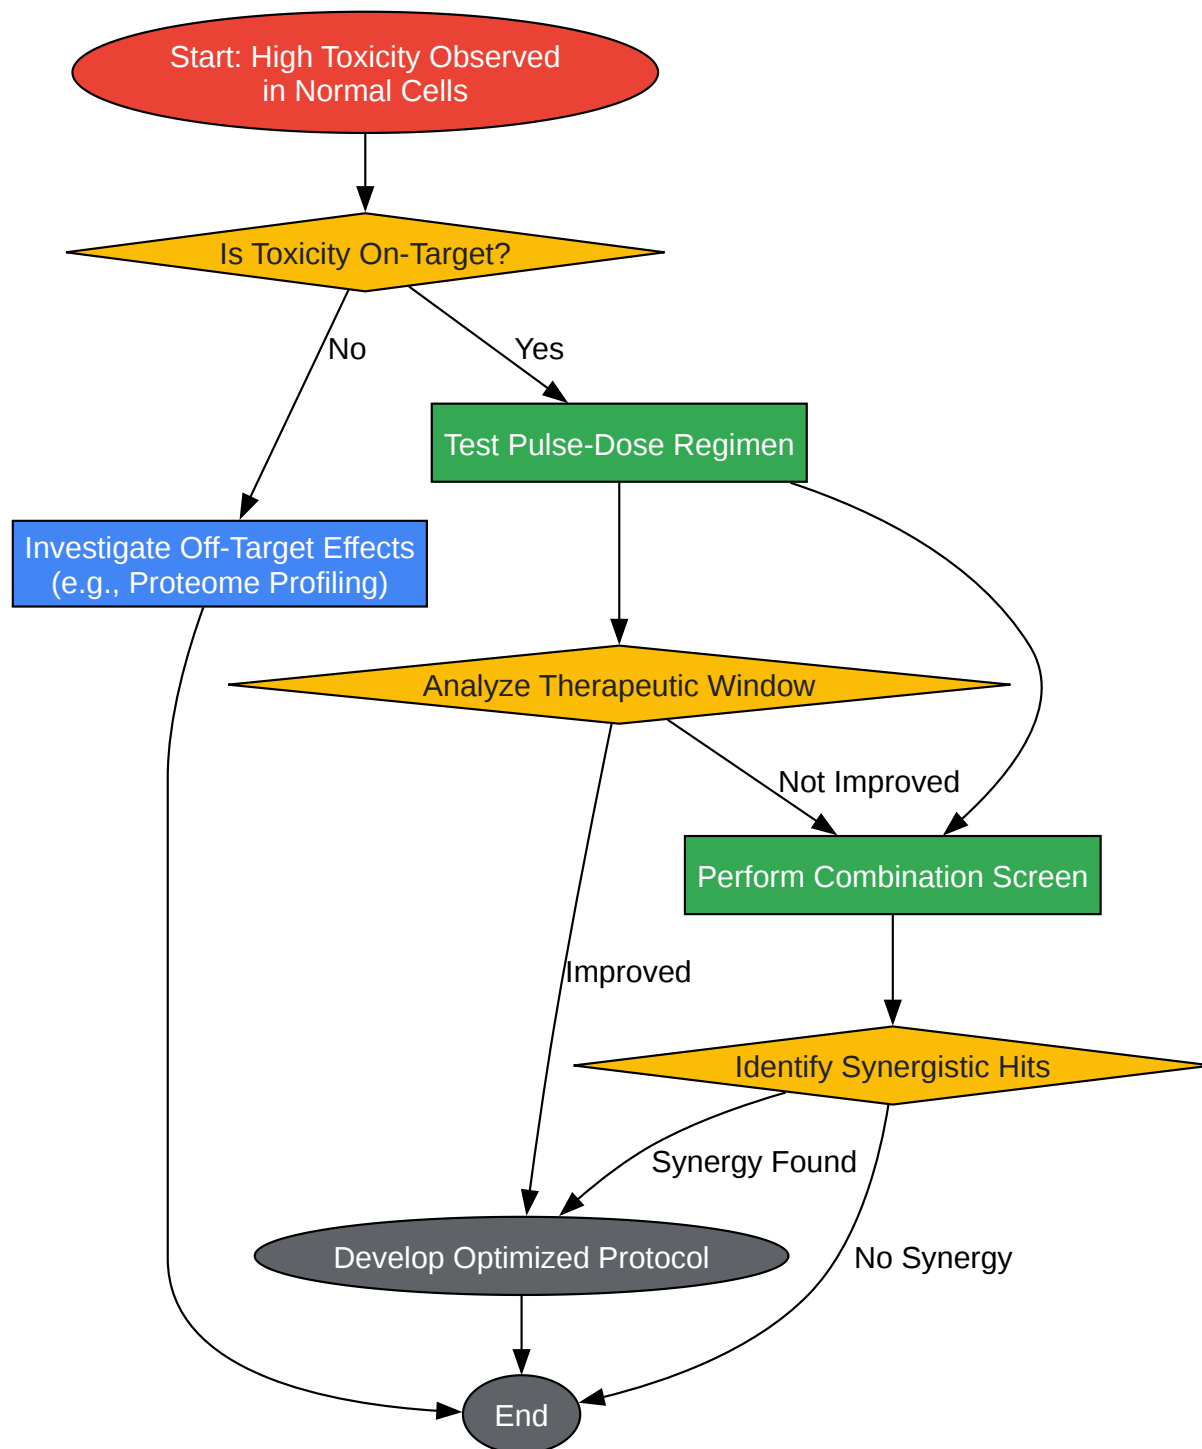 Start: High Toxicity Observed
in Normal Cells
Is Toxicity On-Target?
No
Yes
Test Pulse-Dose Regimen
Investigate Off-Target Effects
(e.g., Proteome Profiling)
Analyze Therapeutic Window
Not Improved
Perform Combination Screen
Improved
Identify Synergistic Hits
Synergy Found
No Synergy
Develop Optimized Protocol
End